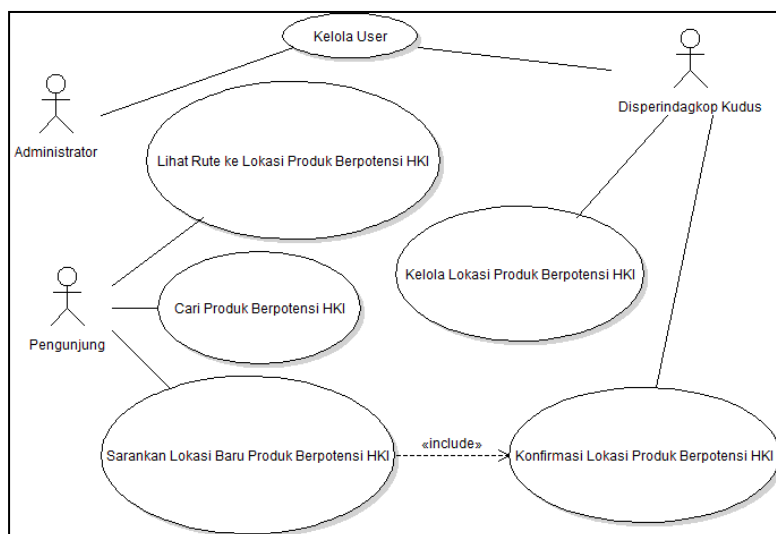 Kelola User
Disperindagkop Kudus
Administrator
Lihat Rute ke Lokasi Produk Berpotensi HKI
Kelola Lokasi Produk Berpotensi HKI
Cari Produk Berpotensi HKI
Pengunjung
«include»
Sarankan Lokasi Baru Produk Berpotensi HKI
Konfirmasi Lokasi Produk Berpotensi HKI